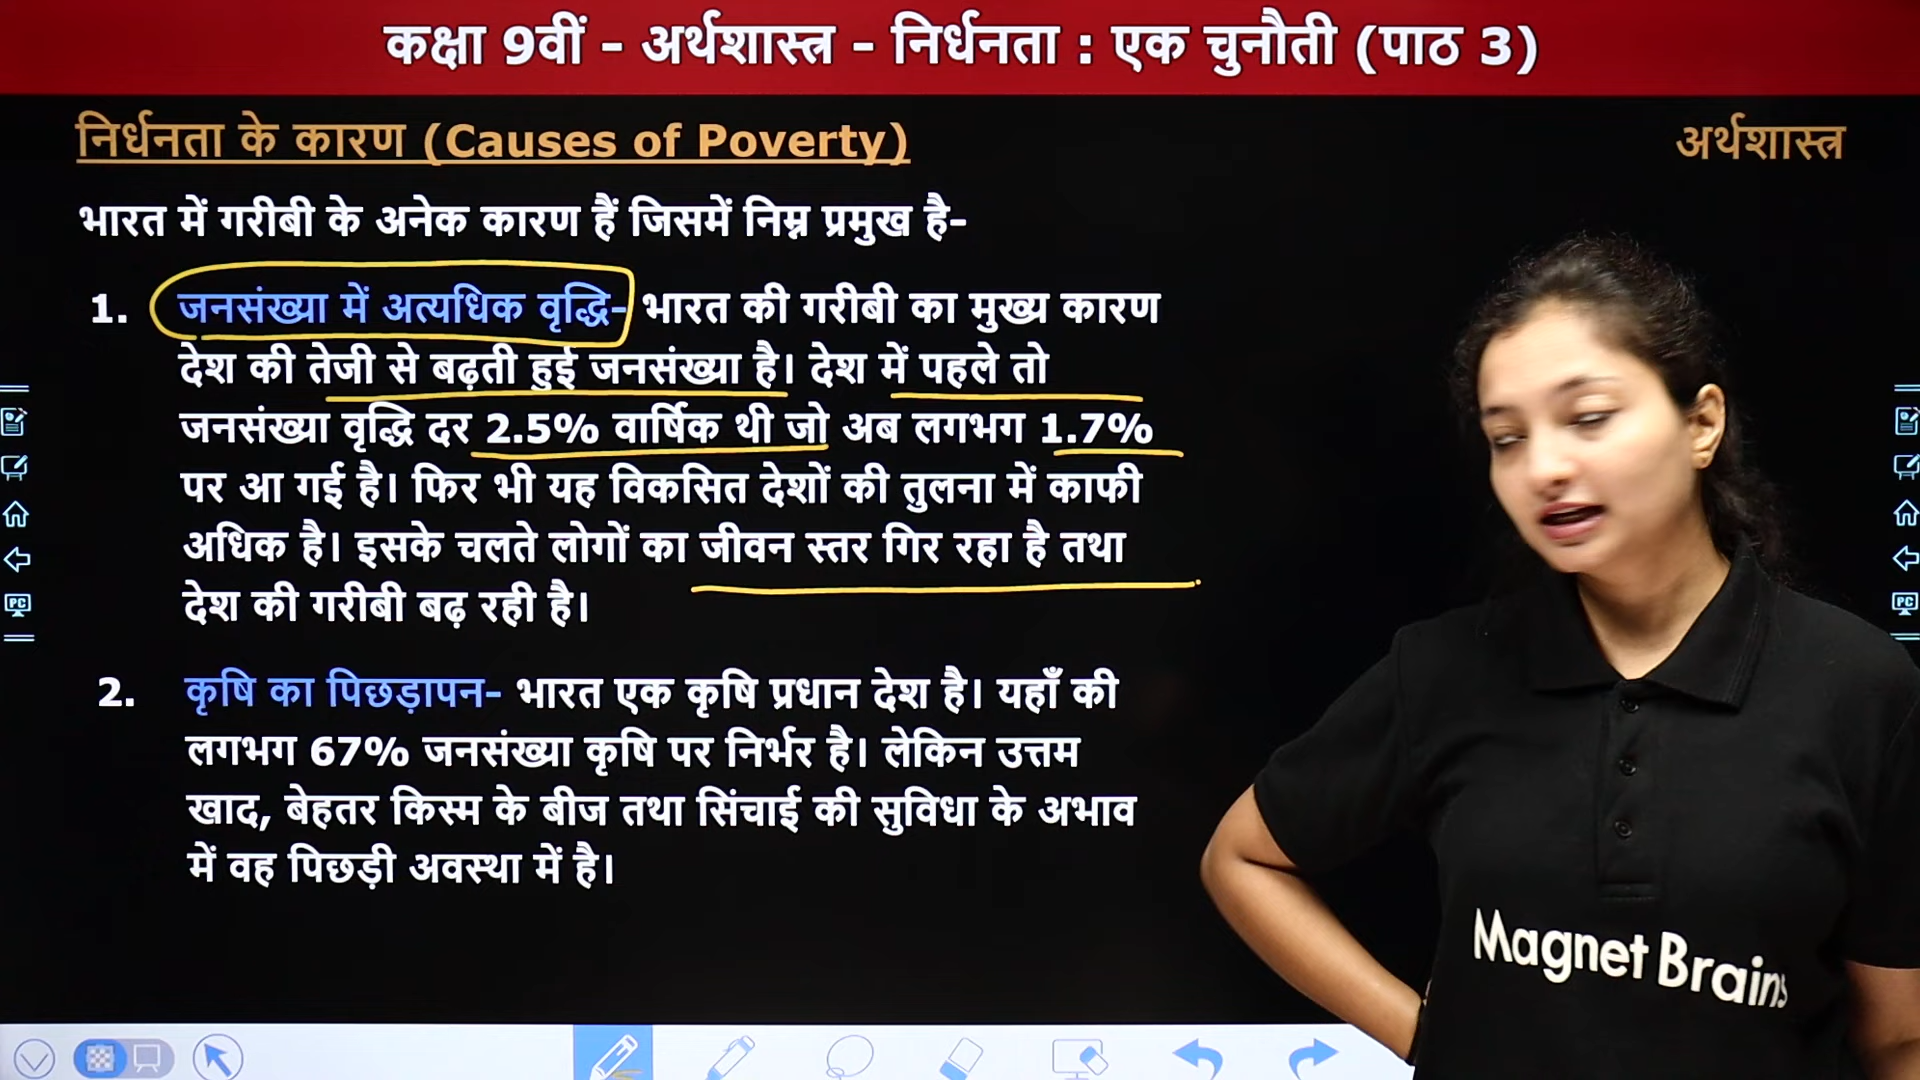 कक्षा 9वीं - अर्थशास्त्र - निर्धनता : एक चुनौती (पाठ 3)
निर्धनता के कारण (Causes of Poverty)
अर्थशास्त्र
भारत में गरीबी के अनेक कारण हैं जिसमें निम्न प्रमुख है-
1. जनसंख्या में अत्यधिक वृद्धि- भारत की गरीबी का मुख्य कारण
देश की तेजी से बढ़ती हुई जनसंख्या है। देश में पहले तो
जनसंख्या वृद्धि दर 2.5% वार्षिक थी जो अब लगभग 1.7%
पर आ गई है। फिर भी यह विकसित देशों की तुलना में काफी
अधिक है। इसके चलते लोगों का जीवन स्तर गिर रहा है तथा
देश की गरीबी बढ़ रही है।
2. कृषि का पिछड़ापन- भारत एक कृषि प्रधान देश है। यहाँ की
लगभग 67% जनसंख्या कृषि पर निर्भर है। लेकिन उत्तम
खाद, बेहतर किस्म के बीज तथा सिंचाई की सुविधा के अभाव
में वह पिछड़ी अवस्था में है।
Magnet Brains
PC
PC